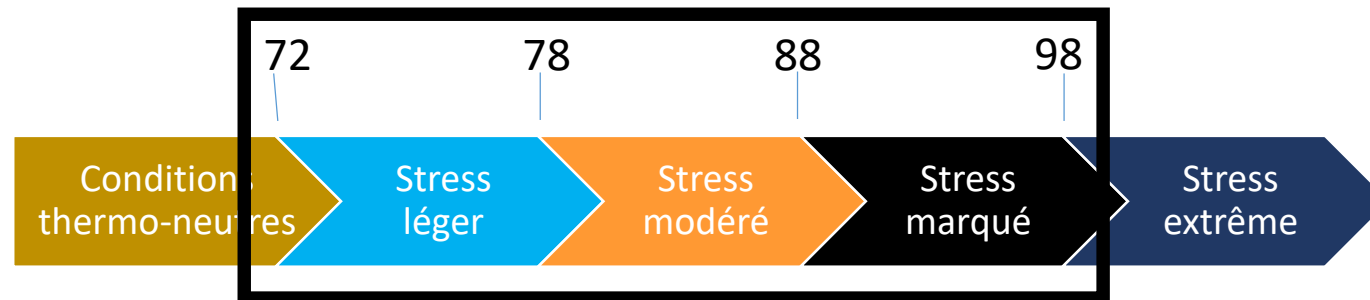 72 78 88 98
Conditions
thermo-neutres
Stress
léger
Stress
modéré
Stress
marqué
Stress
extrême